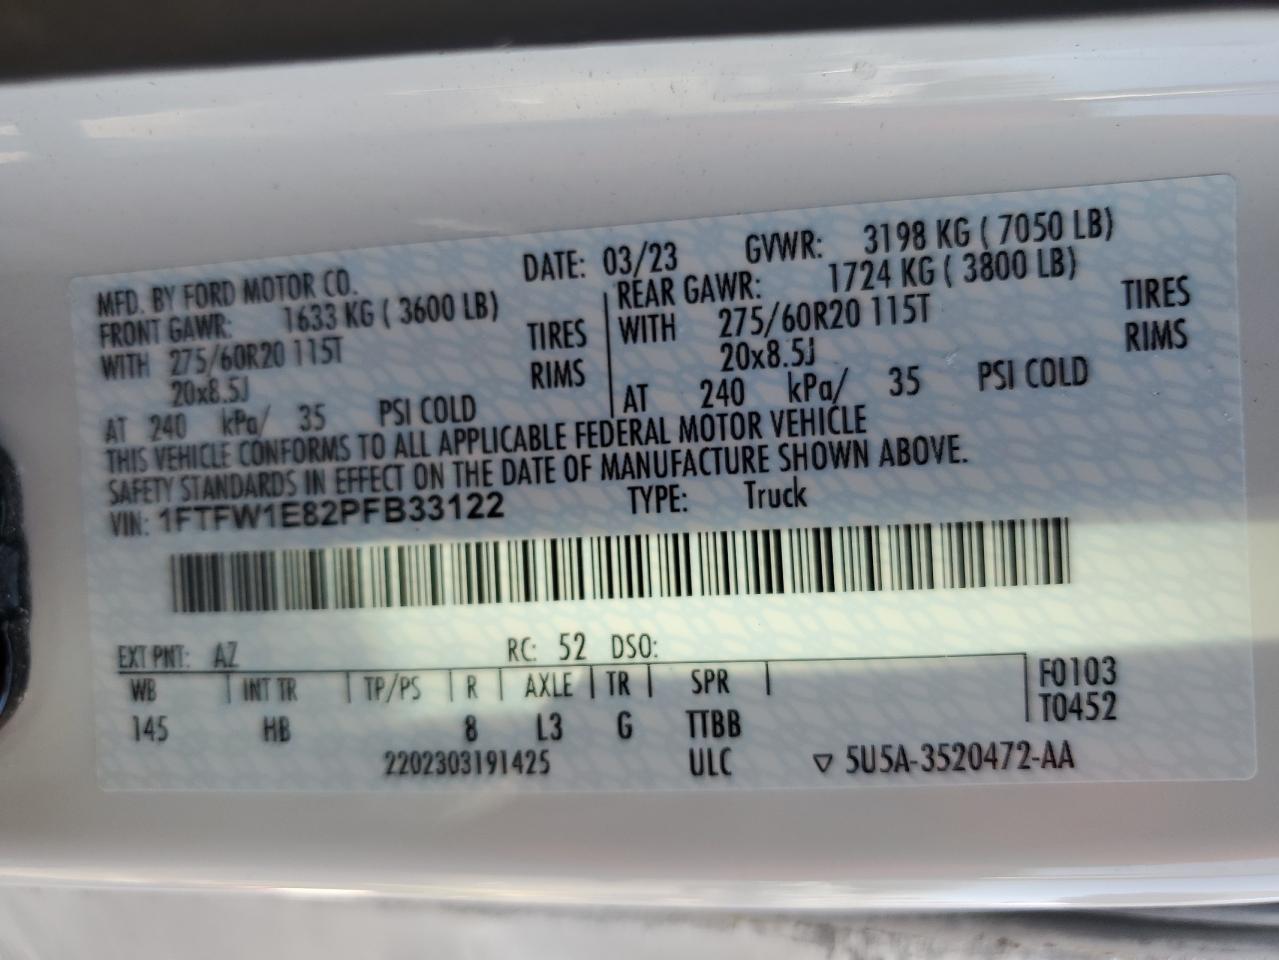 MFD. BY FORD MOTOR CO. DATE: 03/23 GVWR: 3198 KG ( 7050 LB)
FRONT GAWR: 1633 KG ( 3600 LB) REAR GAWR: 1724 KG ( 3800 LB)
WITH 275/60R20 115T TIRES WITH 275/60R20 115T TIRES
20x8.5J RIMS 20x8.5J RIMS
AT 240 kPa/ 35 PSI COLD AT 240 kPa/ 35 PSI COLD
THIS VEHICLE CONFORMS TO ALL APPLICABLE FEDERAL MOTOR VEHICLE
SAFETY STANDARDS IN EFFECT ON THE DATE OF MANUFACTURE SHOWN ABOVE.
VIN: 1FTFW1E82PFB33122 TYPE: Truck
EXT PNT: AZ RC: 52 DSO:
WB INT TR TP/PS R AXLE TR SPR F0103
145 HB 8 L3 G TTBB T0452
2202303191425 ULC ▽ 5U5A-3520472-AA